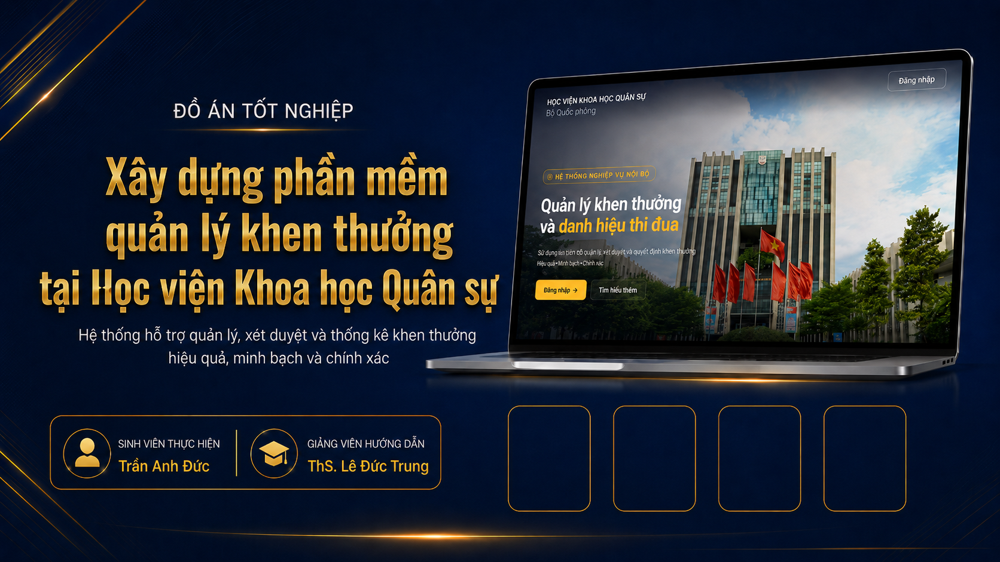 ĐỒ ÁN TỐT NGHIỆP
Xây dựng phần mềm
quản lý khen thưởng
tại Học viện Khoa học Quân sự
Hệ thống hỗ trợ quản lý, xét duyệt và thống kê khen thưởng
hiệu quả, minh bạch và chính xác
SINH VIÊN THỰC HIỆN
Trần Anh Đức
GIẢNG VIÊN HƯỚNG DẪN
ThS. Lê Đức Trung
HỌC VIỆN KHOA HỌC QUÂN SỰ
Bộ Quốc phòng
Đăng nhập
HỆ THỐNG NGHIỆP VỤ NỘI BỘ
Quản lý khen thưởng
và danh hiệu thi đua
Sử dụng quản lý, xét duyệt và quyết định khen thưởng
Hiệu quả • Minh bạch • Chính xác
Đăng nhập →
Tìm hiểu thêm